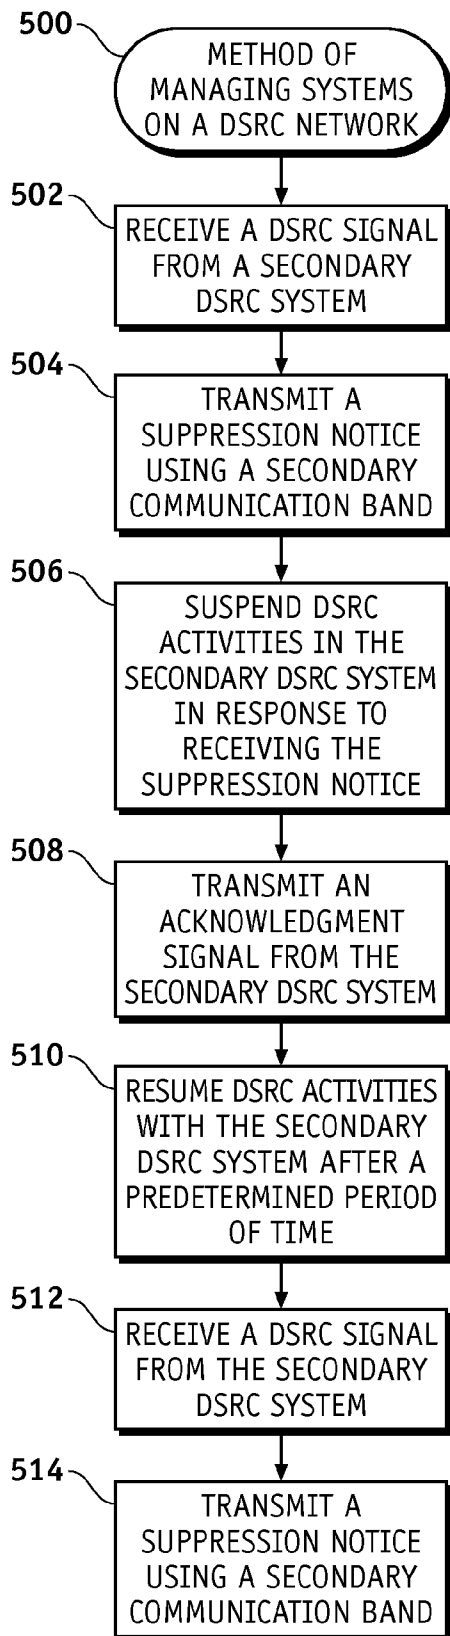 500
METHOD OF
MANAGING SYSTEMS
ON A DSRC NETWORK
502
RECEIVE A DSRC SIGNAL
FROM A SECONDARY
DSRC SYSTEM
504
TRANSMIT A
SUPPRESSION NOTICE
USING A SECONDARY
COMMUNICATION BAND
506
SUSPEND DSRC
ACTIVITIES IN THE
SECONDARY DSRC SYSTEM
IN RESPONSE TO
RECEIVING THE
SUPPRESSION NOTICE
508
TRANSMIT AN
ACKNOWLEDGMENT
SIGNAL FROM THE
SECONDARY DSRC SYSTEM
510
RESUME DSRC ACTIVITIES
WITH THE SECONDARY
DSRC SYSTEM AFTER A
PREDETERMINED PERIOD
OF TIME
512
RECEIVE A DSRC SIGNAL
FROM THE SECONDARY
DSRC SYSTEM
514
TRANSMIT A
SUPPRESSION NOTICE
USING A SECONDARY
COMMUNICATION BAND